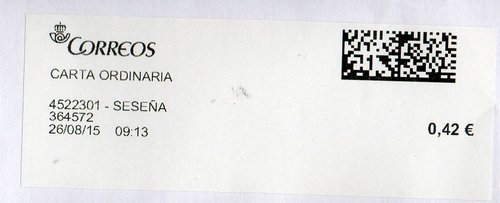 CORREOS
CARTA ORDINARIA
4522301 - SESEÑA
364572
26/08/15 09:13
0,42 €